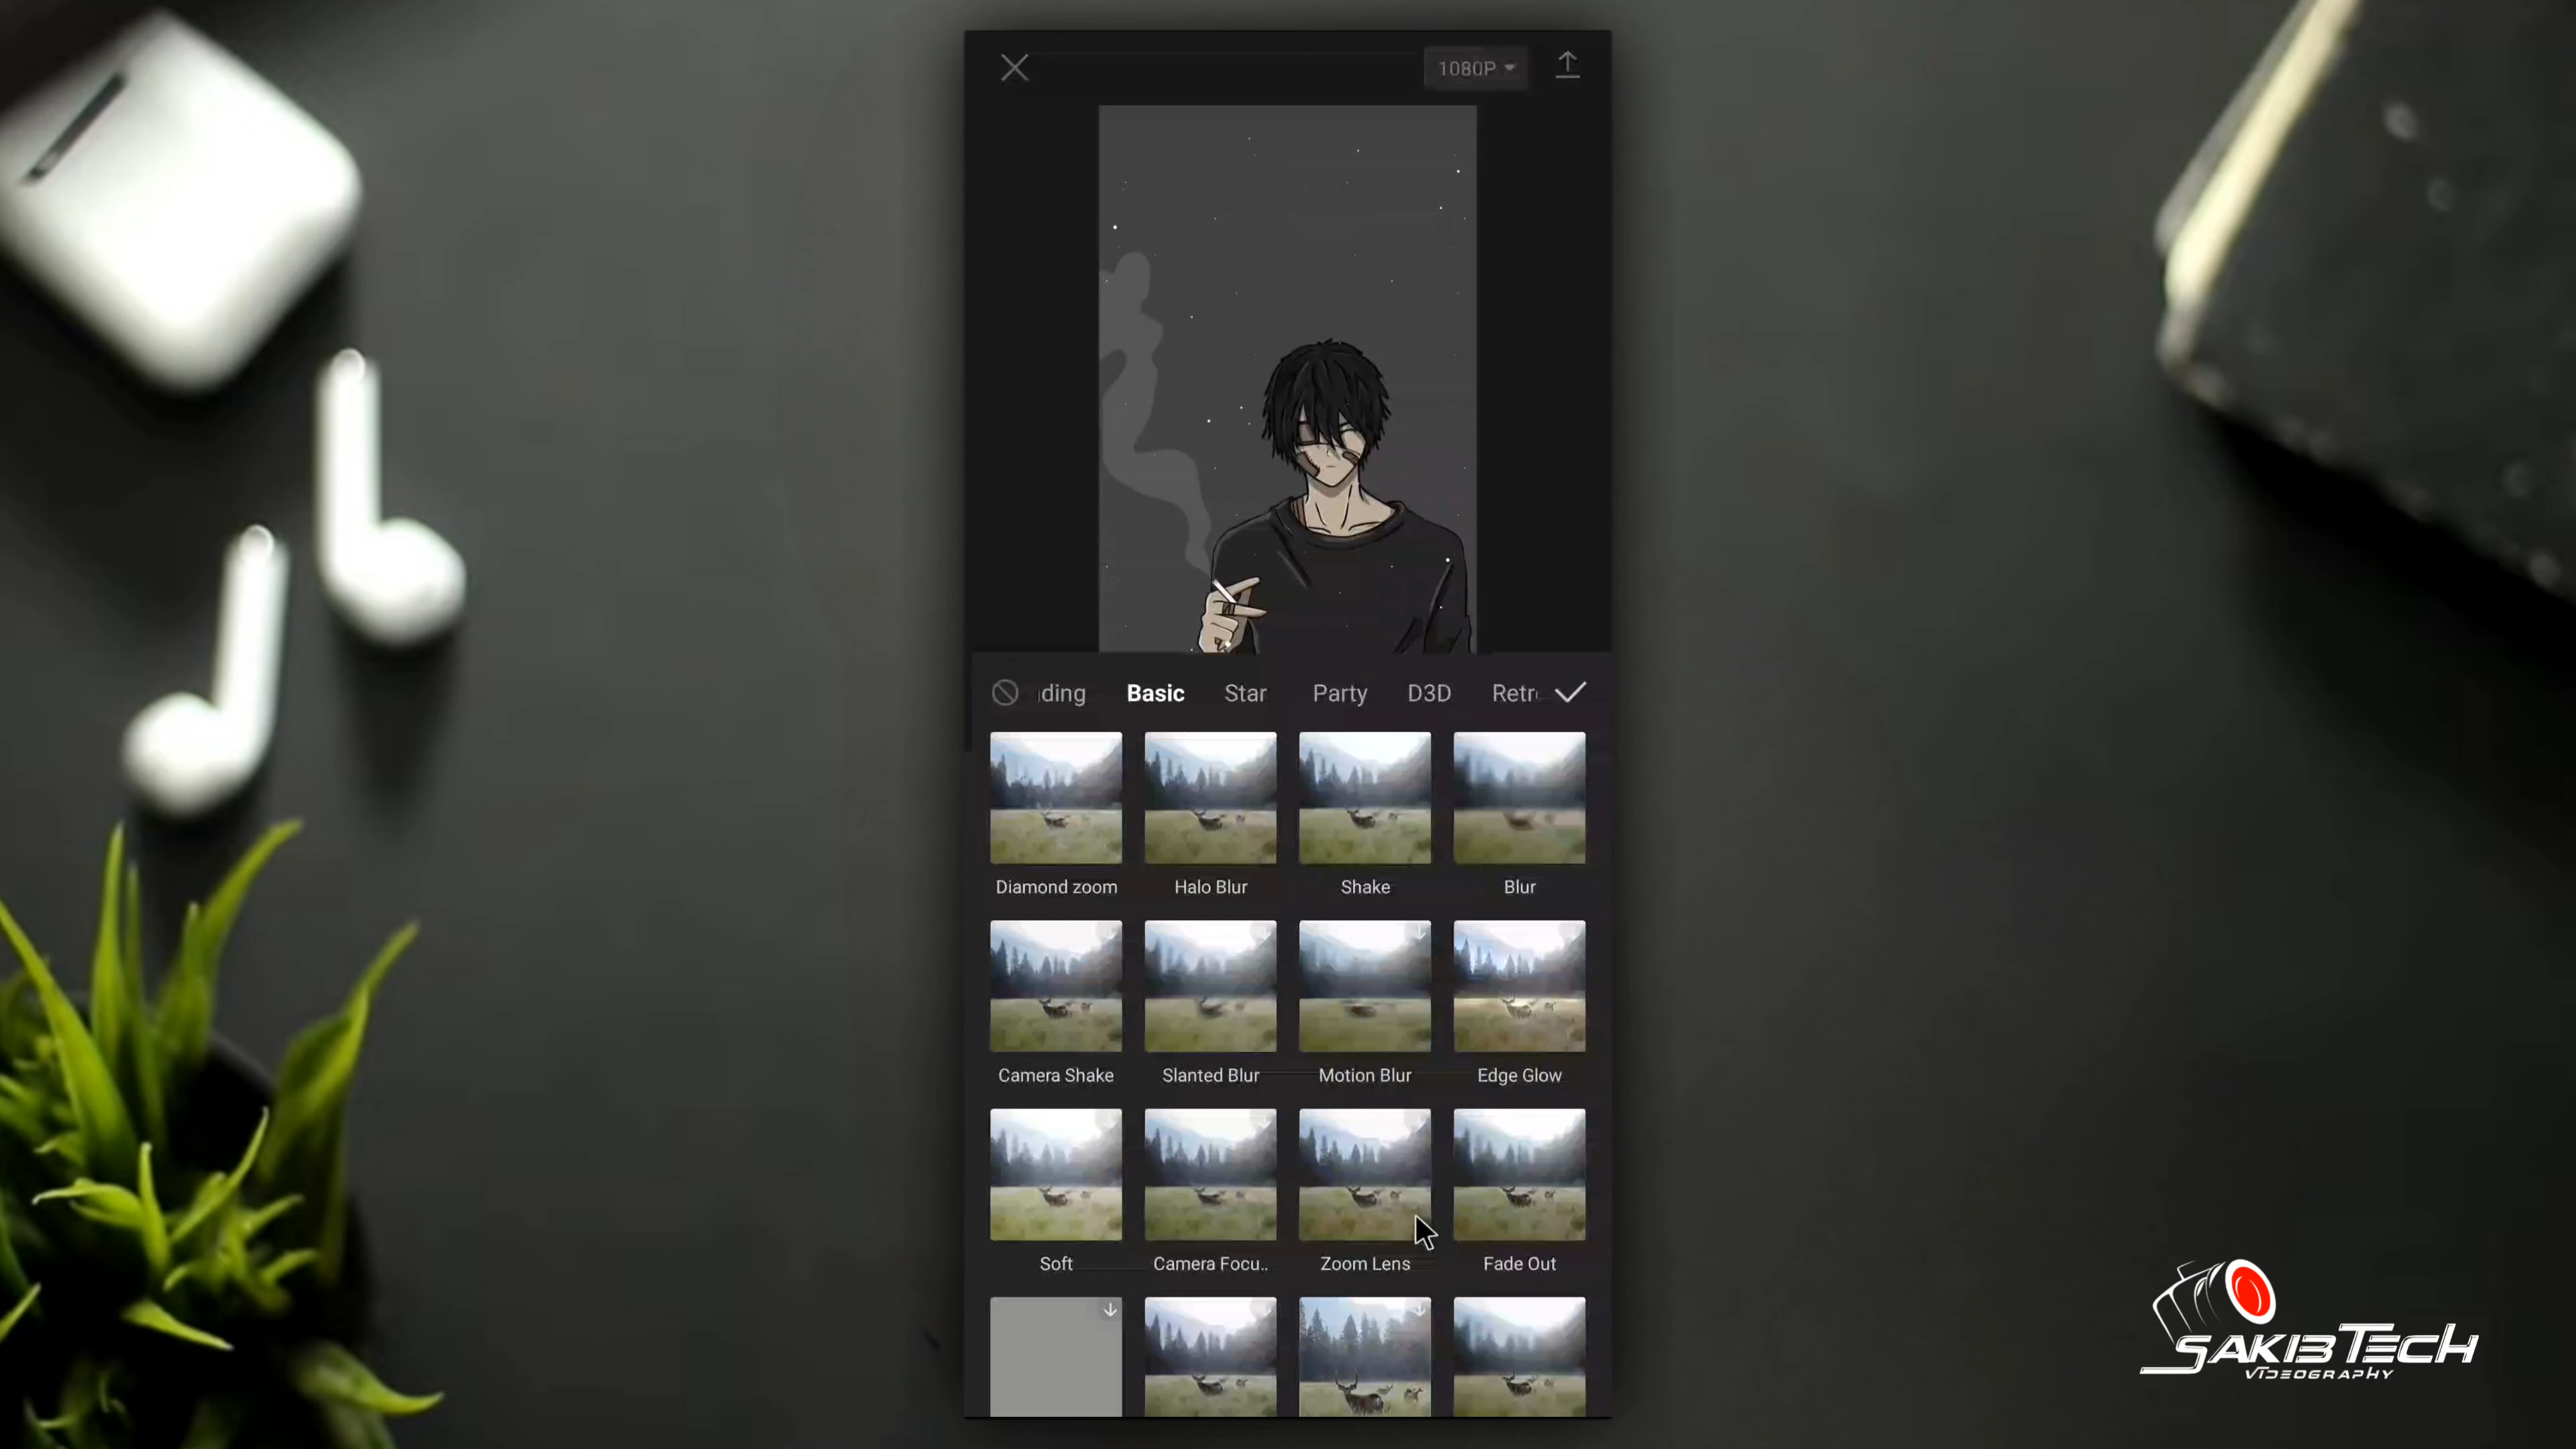 1080P
ding Basic Star Party D3D Retr
Diamond zoom Halo Blur Shake Blur
Camera Shake Slanted Blur Motion Blur Edge Glow
Soft Camera Focu.. Zoom Lens Fade Out
SAKIB TECH
VIDEOGRAPHY